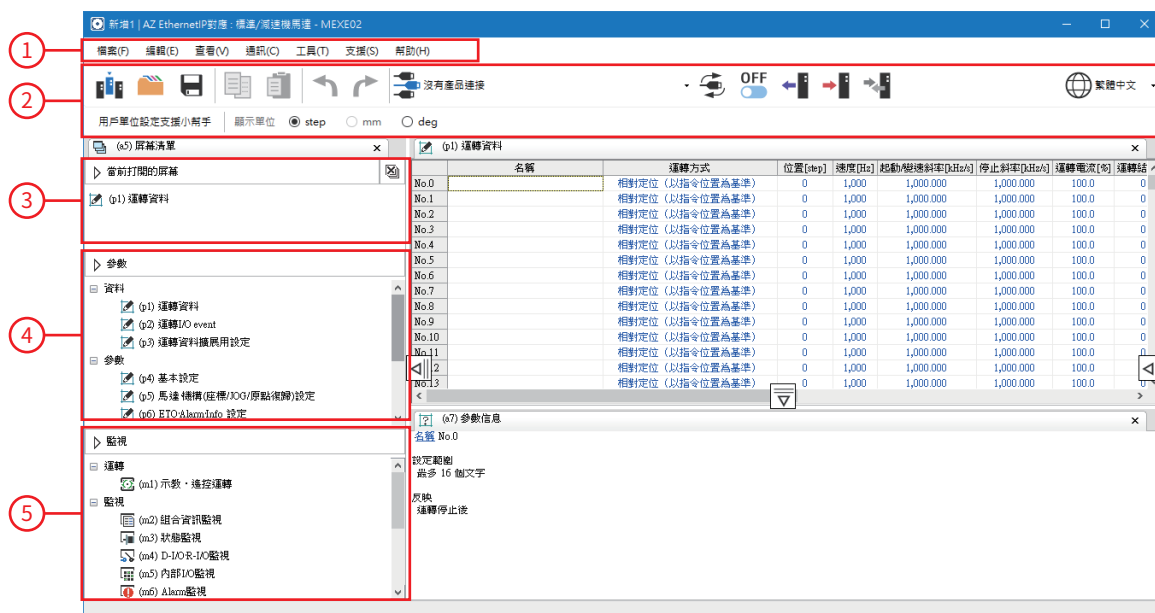 新增1 | AZ EtherNetIP對應 : 標準/減速機馬達 - MEXE02
1
檔案(F) 編輯(E) 查看(V) 通訊(C) 工具(T) 支援(S) 幫助(H)
2
沒有產品連接 OFF 繁體中文
用戶單位設定支援小幫手 顯示單位 step mm deg
(a5) 屏幕清單
3
當前打開的屏幕
(p1) 運轉資料
4
參數
資料
(p1) 運轉資料
(p2) 運轉I/O event
(p3) 運轉資料擴展用設定
參數
(p4) 基本設定
(p5) 馬達·機構(座標/JOG/原點復歸)設定
(p6) ETO·Alarm·Info 設定
5
監視
運轉
(m1) 示教・遙控運轉
監視
(m2) 組合資訊監視
(m3) 狀態監視
(m4) D-I/O·R-I/O監視
(m5) 內部I/O監視
(m6) Alarm監視
(p1) 運轉資料
名稱 運轉方式 位置[step] 速度[Hz] 起動/變速斜率[kHz/s] 停止斜率[kHz/s] 運轉電流[%] 運轉結
No.0 相對定位（以指令位置為基準） 0 1,000 1,000.000 1,000.000 100.0 0
No.1 相對定位（以指令位置為基準） 0 1,000 1,000.000 1,000.000 100.0 0
No.2 相對定位（以指令位置為基準） 0 1,000 1,000.000 1,000.000 100.0 0
No.3 相對定位（以指令位置為基準） 0 1,000 1,000.000 1,000.000 100.0 0
No.4 相對定位（以指令位置為基準） 0 1,000 1,000.000 1,000.000 100.0 0
No.5 相對定位（以指令位置為基準） 0 1,000 1,000.000 1,000.000 100.0 0
No.6 相對定位（以指令位置為基準） 0 1,000 1,000.000 1,000.000 100.0 0
No.7 相對定位（以指令位置為基準） 0 1,000 1,000.000 1,000.000 100.0 0
No.8 相對定位（以指令位置為基準） 0 1,000 1,000.000 1,000.000 100.0 0
No.9 相對定位（以指令位置為基準） 0 1,000 1,000.000 1,000.000 100.0 0
No.10 相對定位（以指令位置為基準） 0 1,000 1,000.000 1,000.000 100.0 0
No.11 相對定位（以指令位置為基準） 0 1,000 1,000.000 1,000.000 100.0 0
2 相對定位（以指令位置為基準） 0 1,000 1,000.000 1,000.000 100.0
No.13 相對定位（以指令位置為基準） 0 1,000 1,000.000 1,000.000 100.0 0
(a7) 參數信息
名稱 No.0
設定範圍
最多 16 個文字
反映
運轉停止後